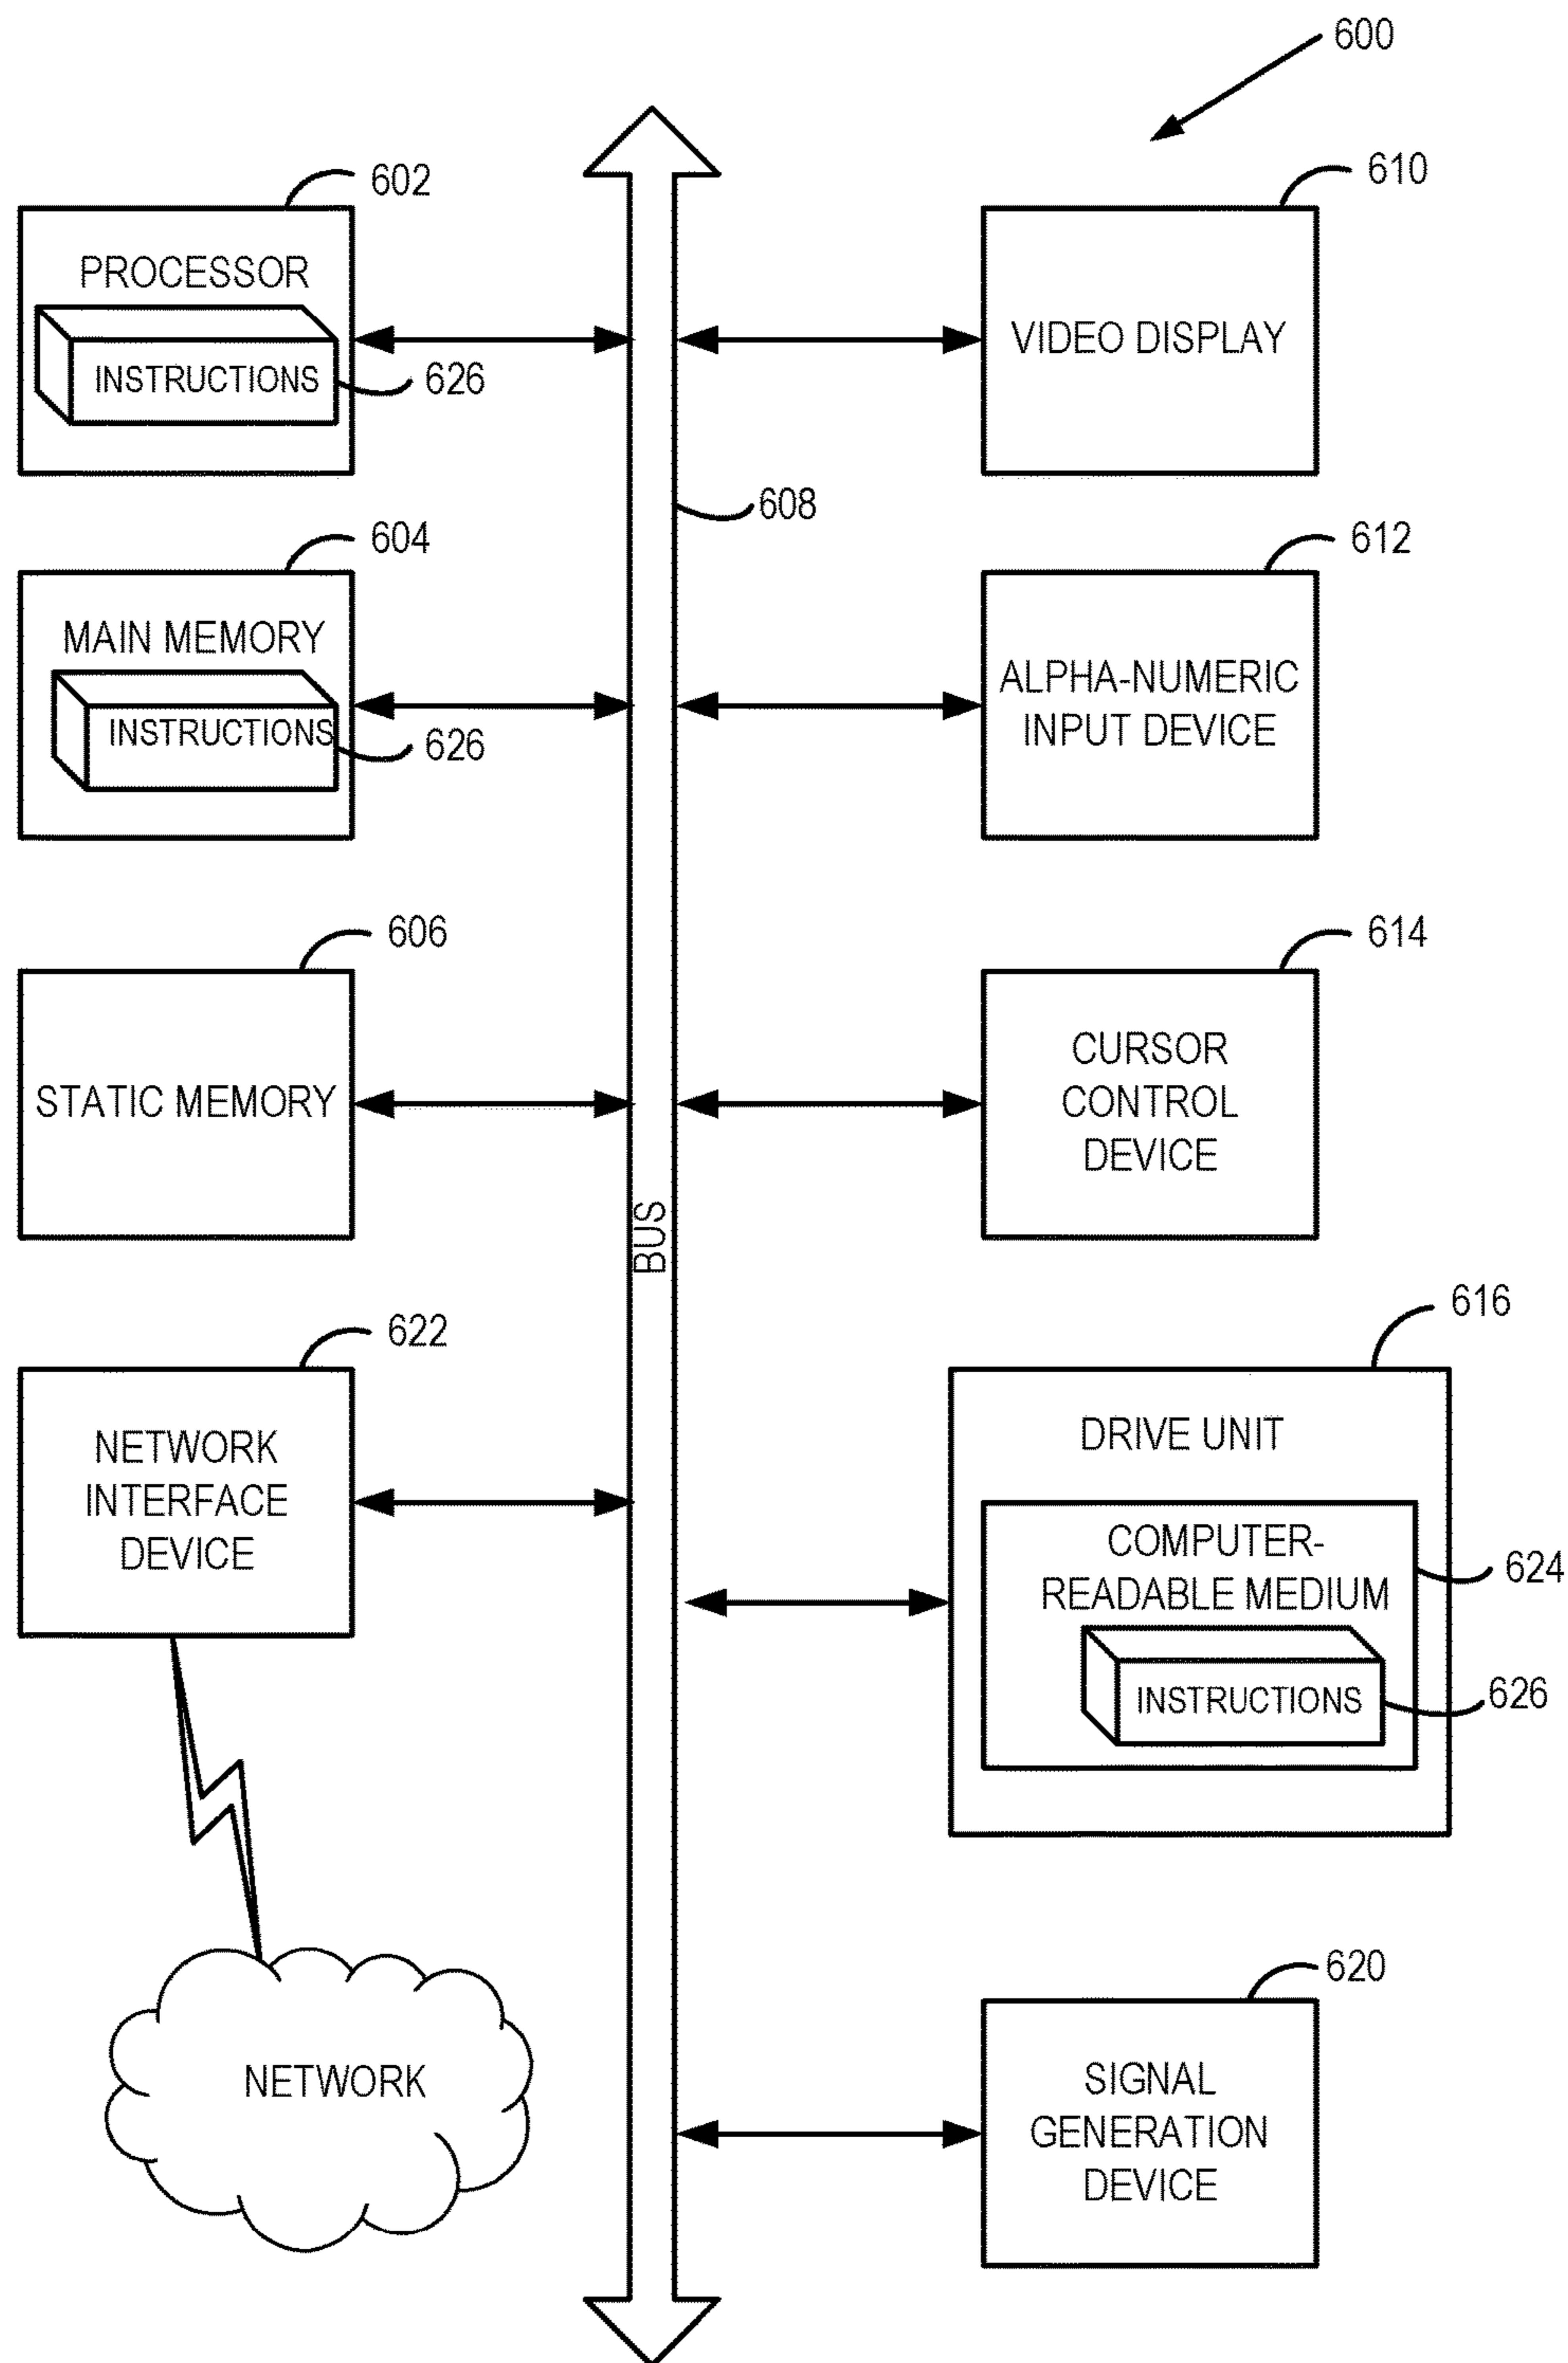 600
602
PROCESSOR
INSTRUCTIONS
626
610
VIDEO DISPLAY
608
604
MAIN MEMORY
INSTRUCTIONS
626
612
ALPHA-NUMERIC
INPUT DEVICE
606
STATIC MEMORY
614
CURSOR
CONTROL
DEVICE
BUS
622
NETWORK
INTERFACE
DEVICE
616
DRIVE UNIT
COMPUTER-
READABLE MEDIUM
624
INSTRUCTIONS
626
NETWORK
620
SIGNAL
GENERATION
DEVICE